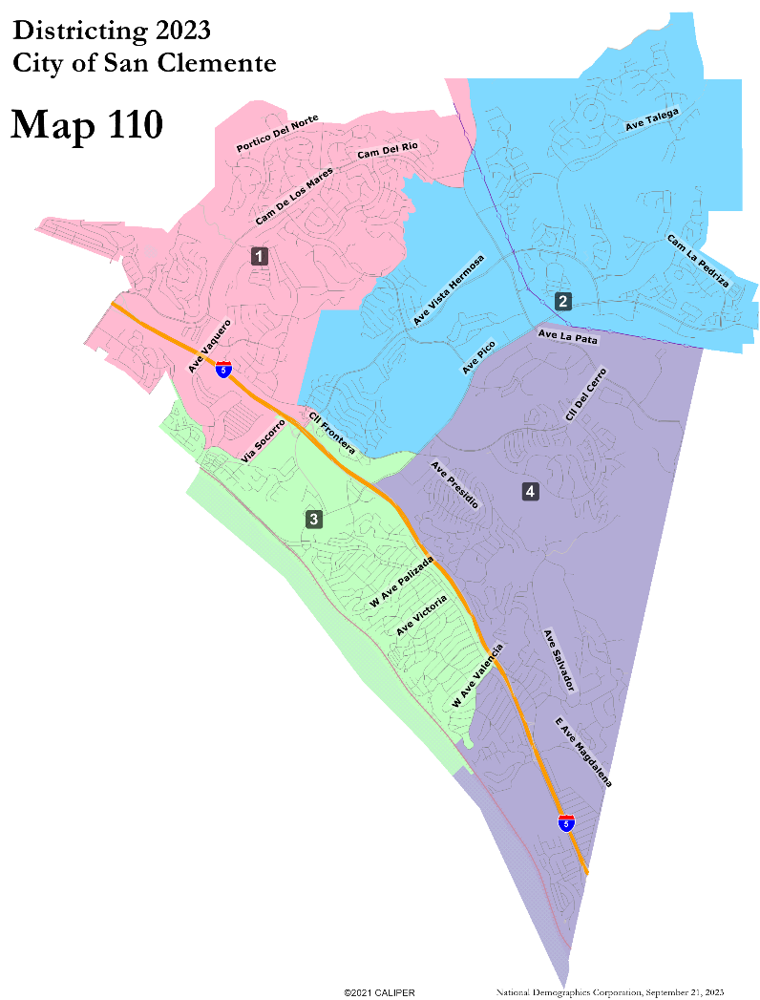 Districting 2023
City of San Clemente
Map 110
Portico Del Norte
Cam Del Rio
Cam De Los Mares
Ave Talega
1
Cam La Pedriza
Ave Vista Hermosa
2
Ave Vaquero
5
Ave La Pata
Ave Pico
Cll Del Cerro
Cll Frontera
Via Socorro
Ave Presidio
4
3
W Ave Palizada
Ave Victoria
W Ave Valencia
Ave Salvador
E Ave Magdalena
5
©2021 CALIPER
National Demographics Corporation, September 21, 2023